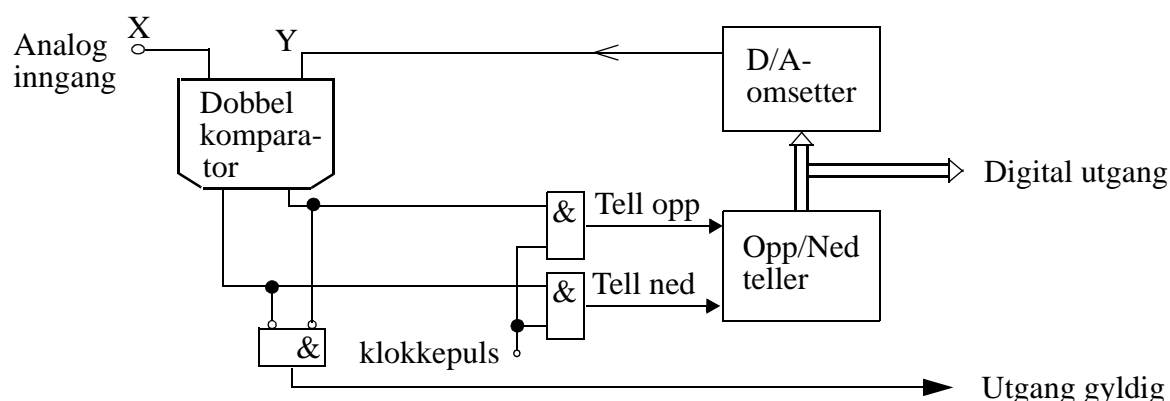 X
Analog
inngang
Y
D/A-
omsetter
Dobbel
kompara-
tor
Digital utgang
&
Tell opp
Opp/Ned
teller
&
Tell ned
&
klokkepuls
Utgang gyldig